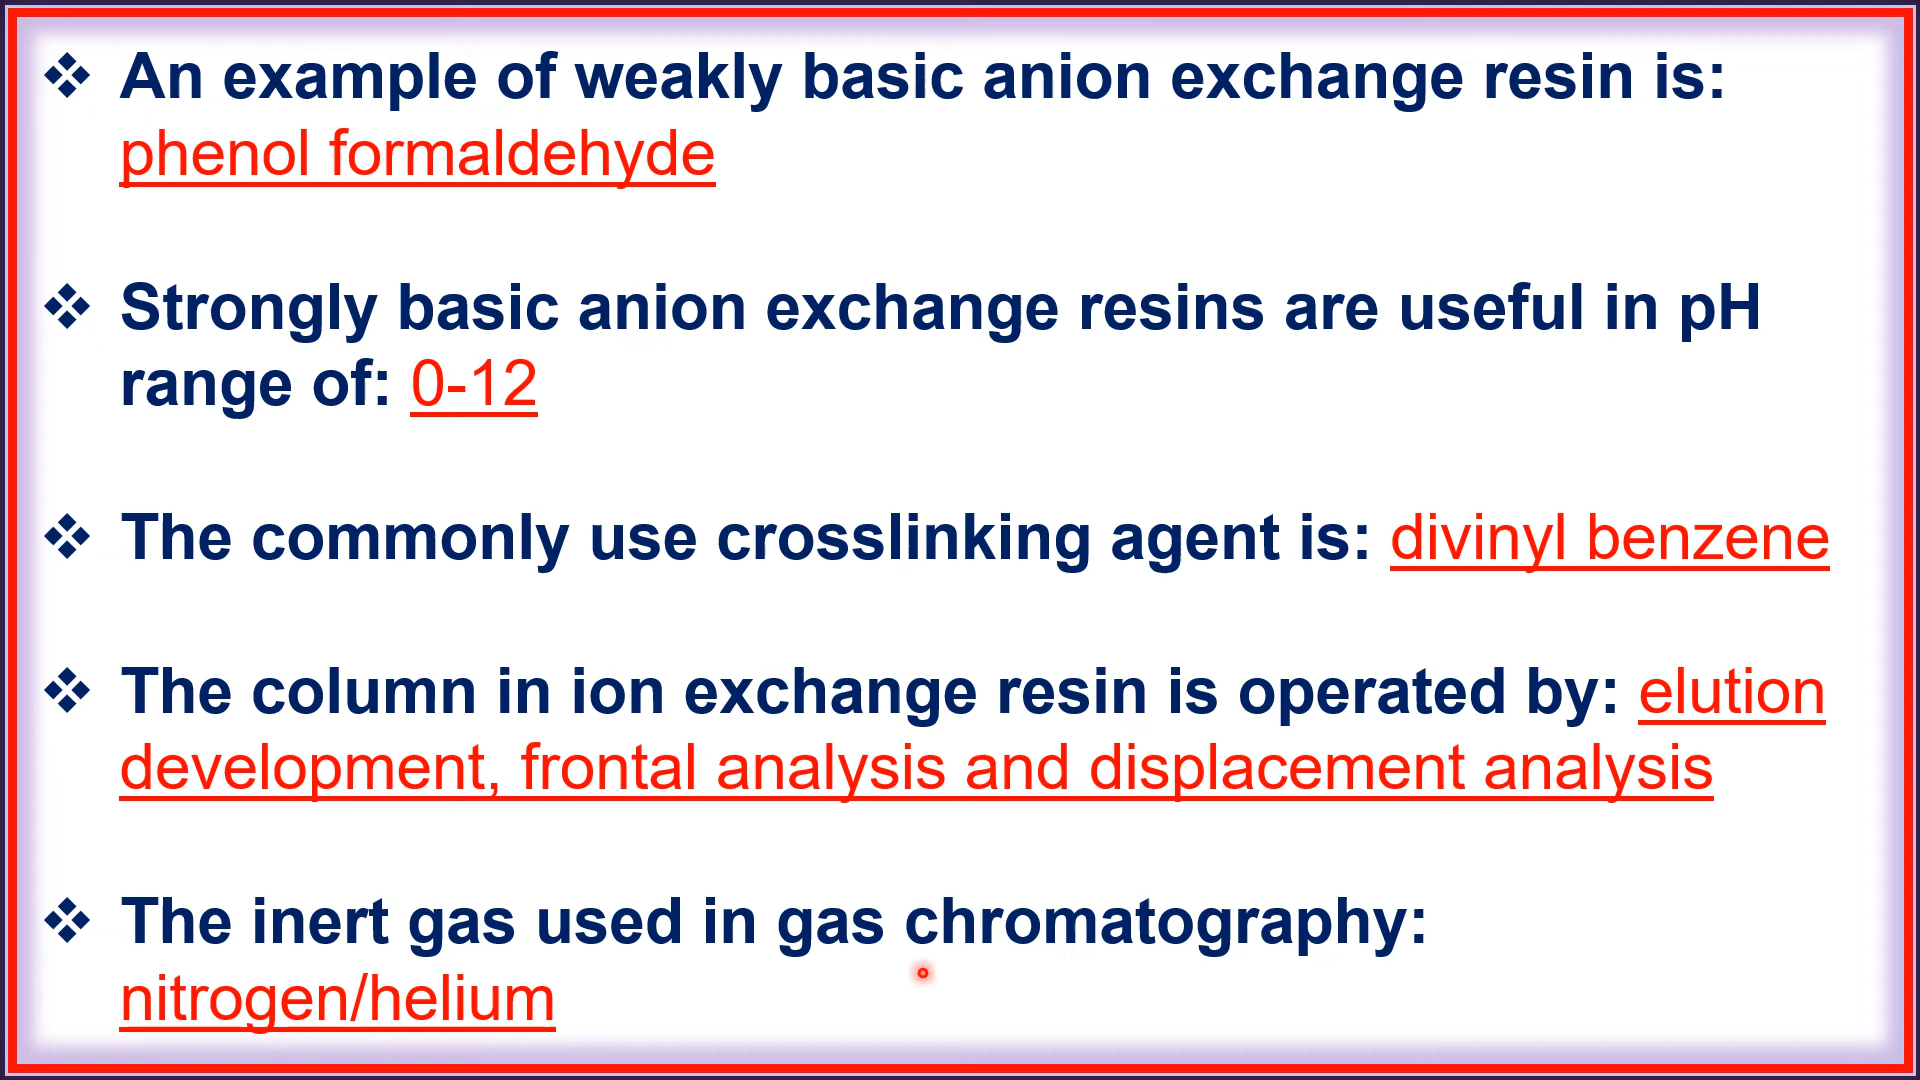 ❖ An example of weakly basic anion exchange resin is:
phenol formaldehyde
❖ Strongly basic anion exchange resins are useful in pH
range of: 0-12
❖ The commonly use crosslinking agent is: divinyl benzene
❖ The column in ion exchange resin is operated by: elution
development, frontal analysis and displacement analysis
❖ The inert gas used in gas chromatography:
nitrogen/helium